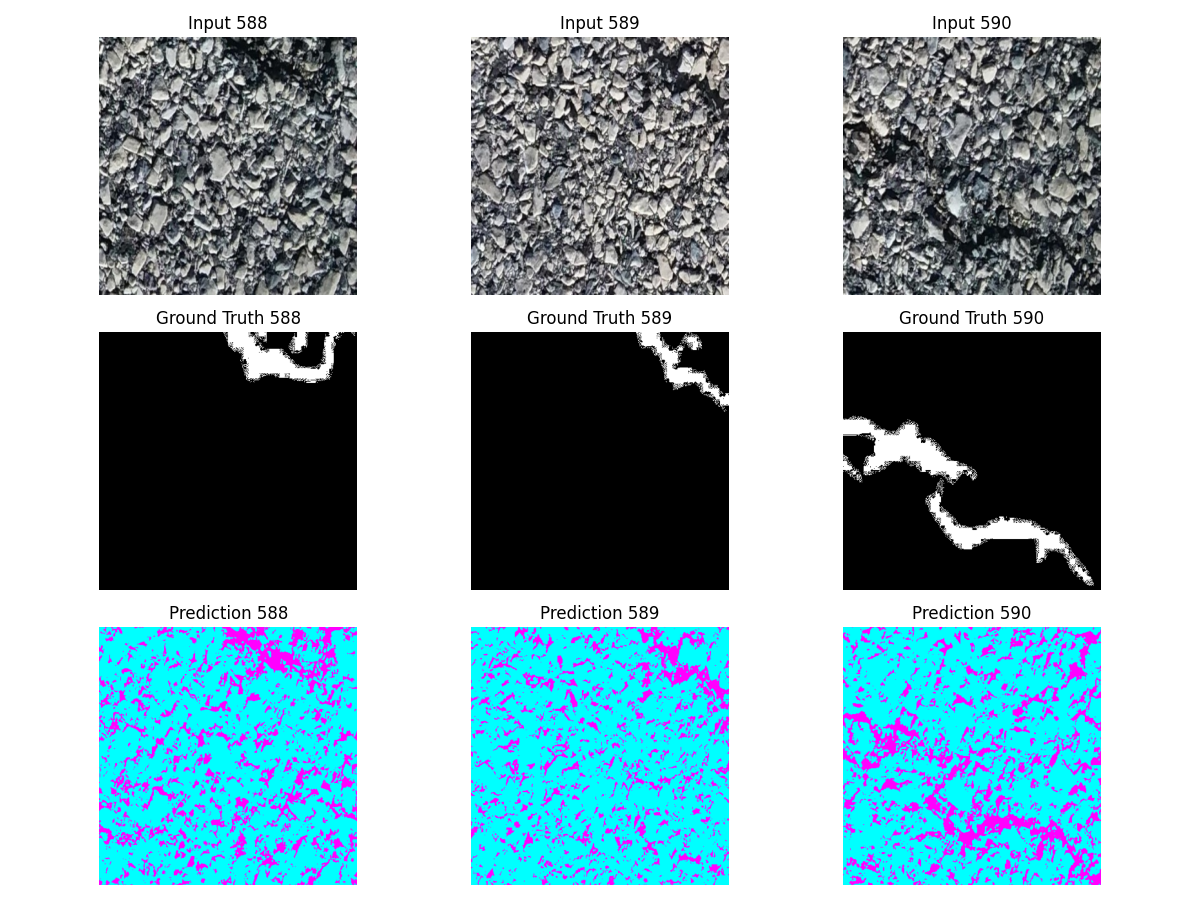 Input 588
Input 589
Input 590
Ground Truth 588
Ground Truth 589
Ground Truth 590
Prediction 588
Prediction 589
Prediction 590